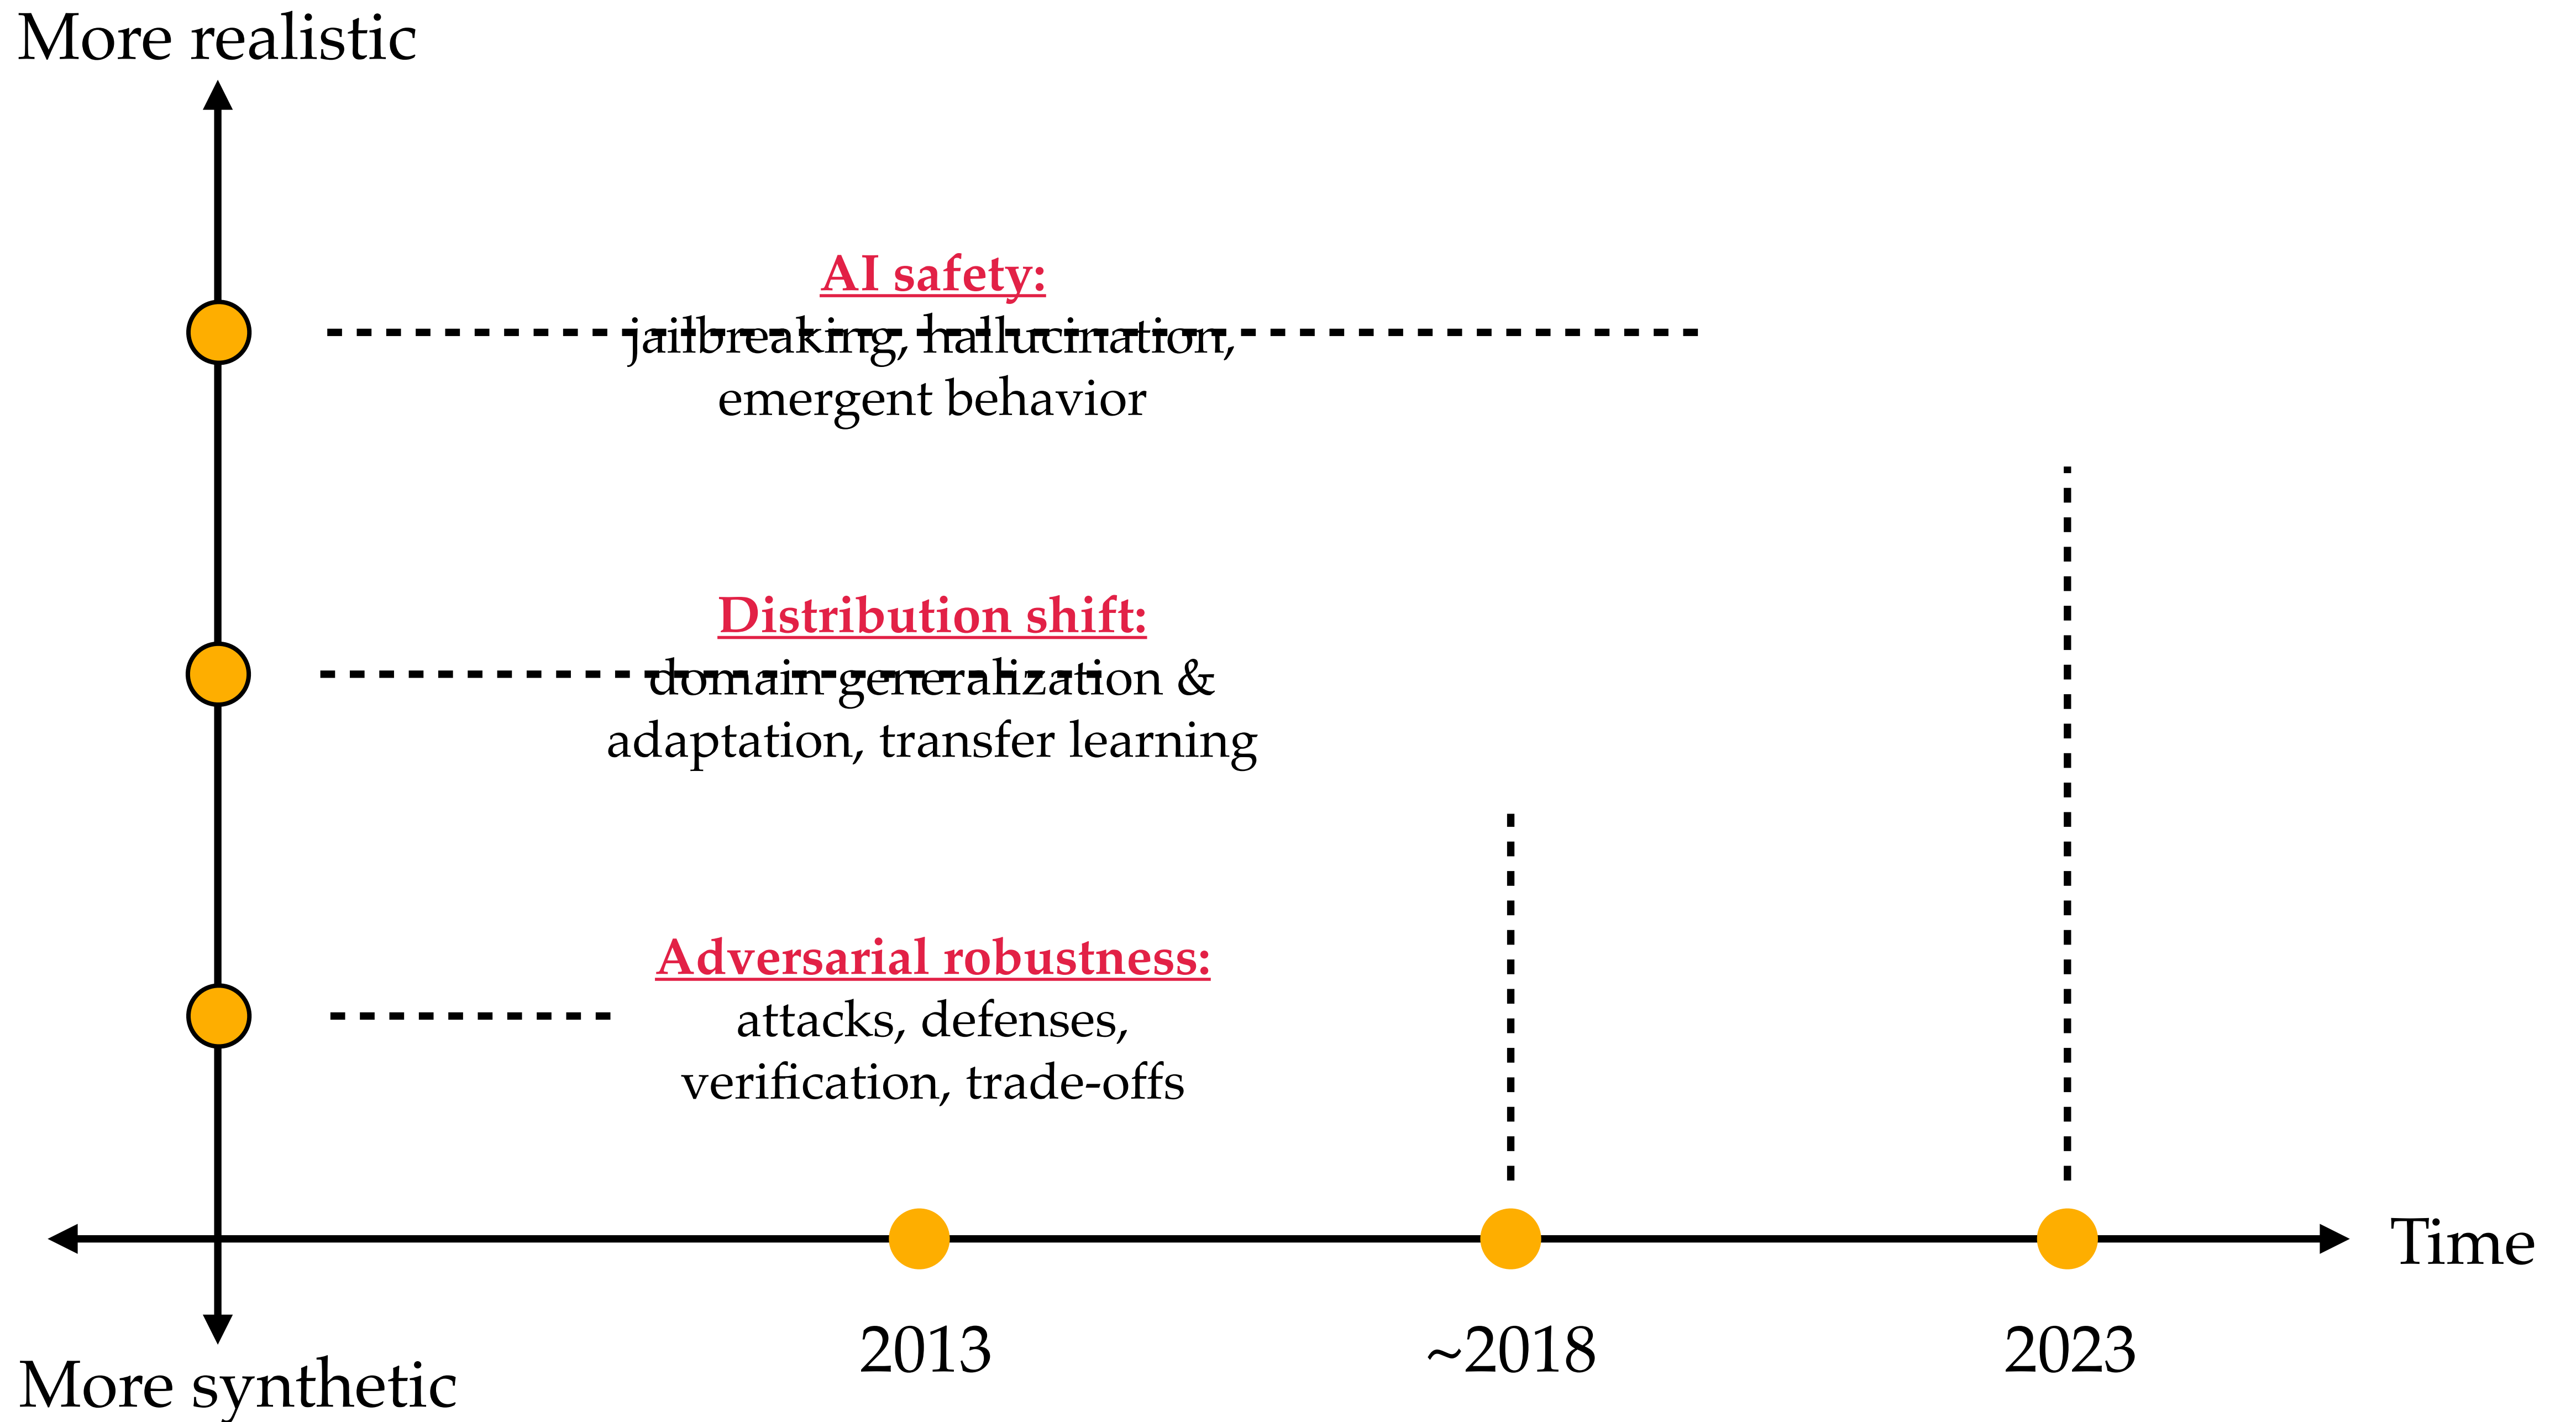 More realistic
AI safety:
jailbreaking, hallucination,
emergent behavior
Distribution shift:
domain generalization &
adaptation, transfer learning
Adversarial robustness:
attacks, defenses,
verification, trade-offs
Time
2013
~2018
2023
More synthetic